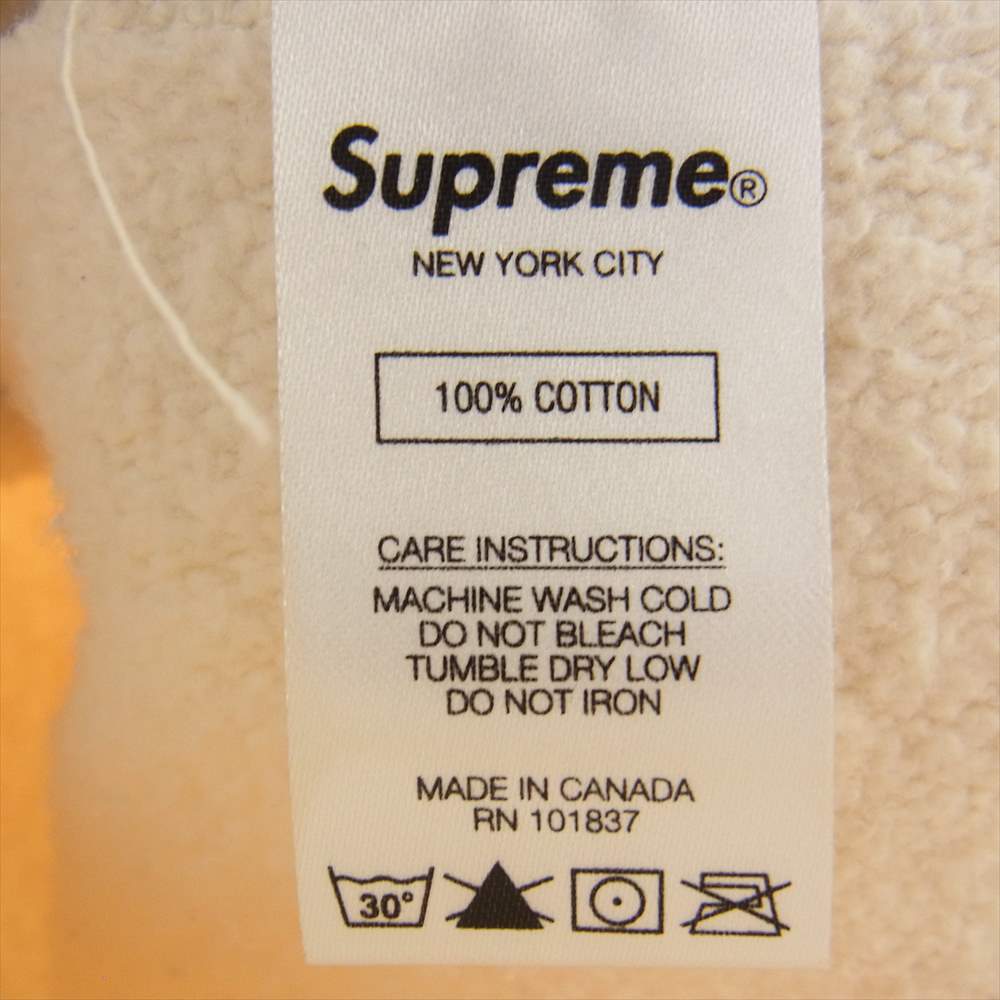 Supreme®
NEW YORK CITY
100% COTTON
CARE INSTRUCTIONS:
MACHINE WASH COLD
DO NOT BLEACH
TUMBLE DRY LOW
DO NOT IRON
MADE IN CANADA
RN 101837
30°